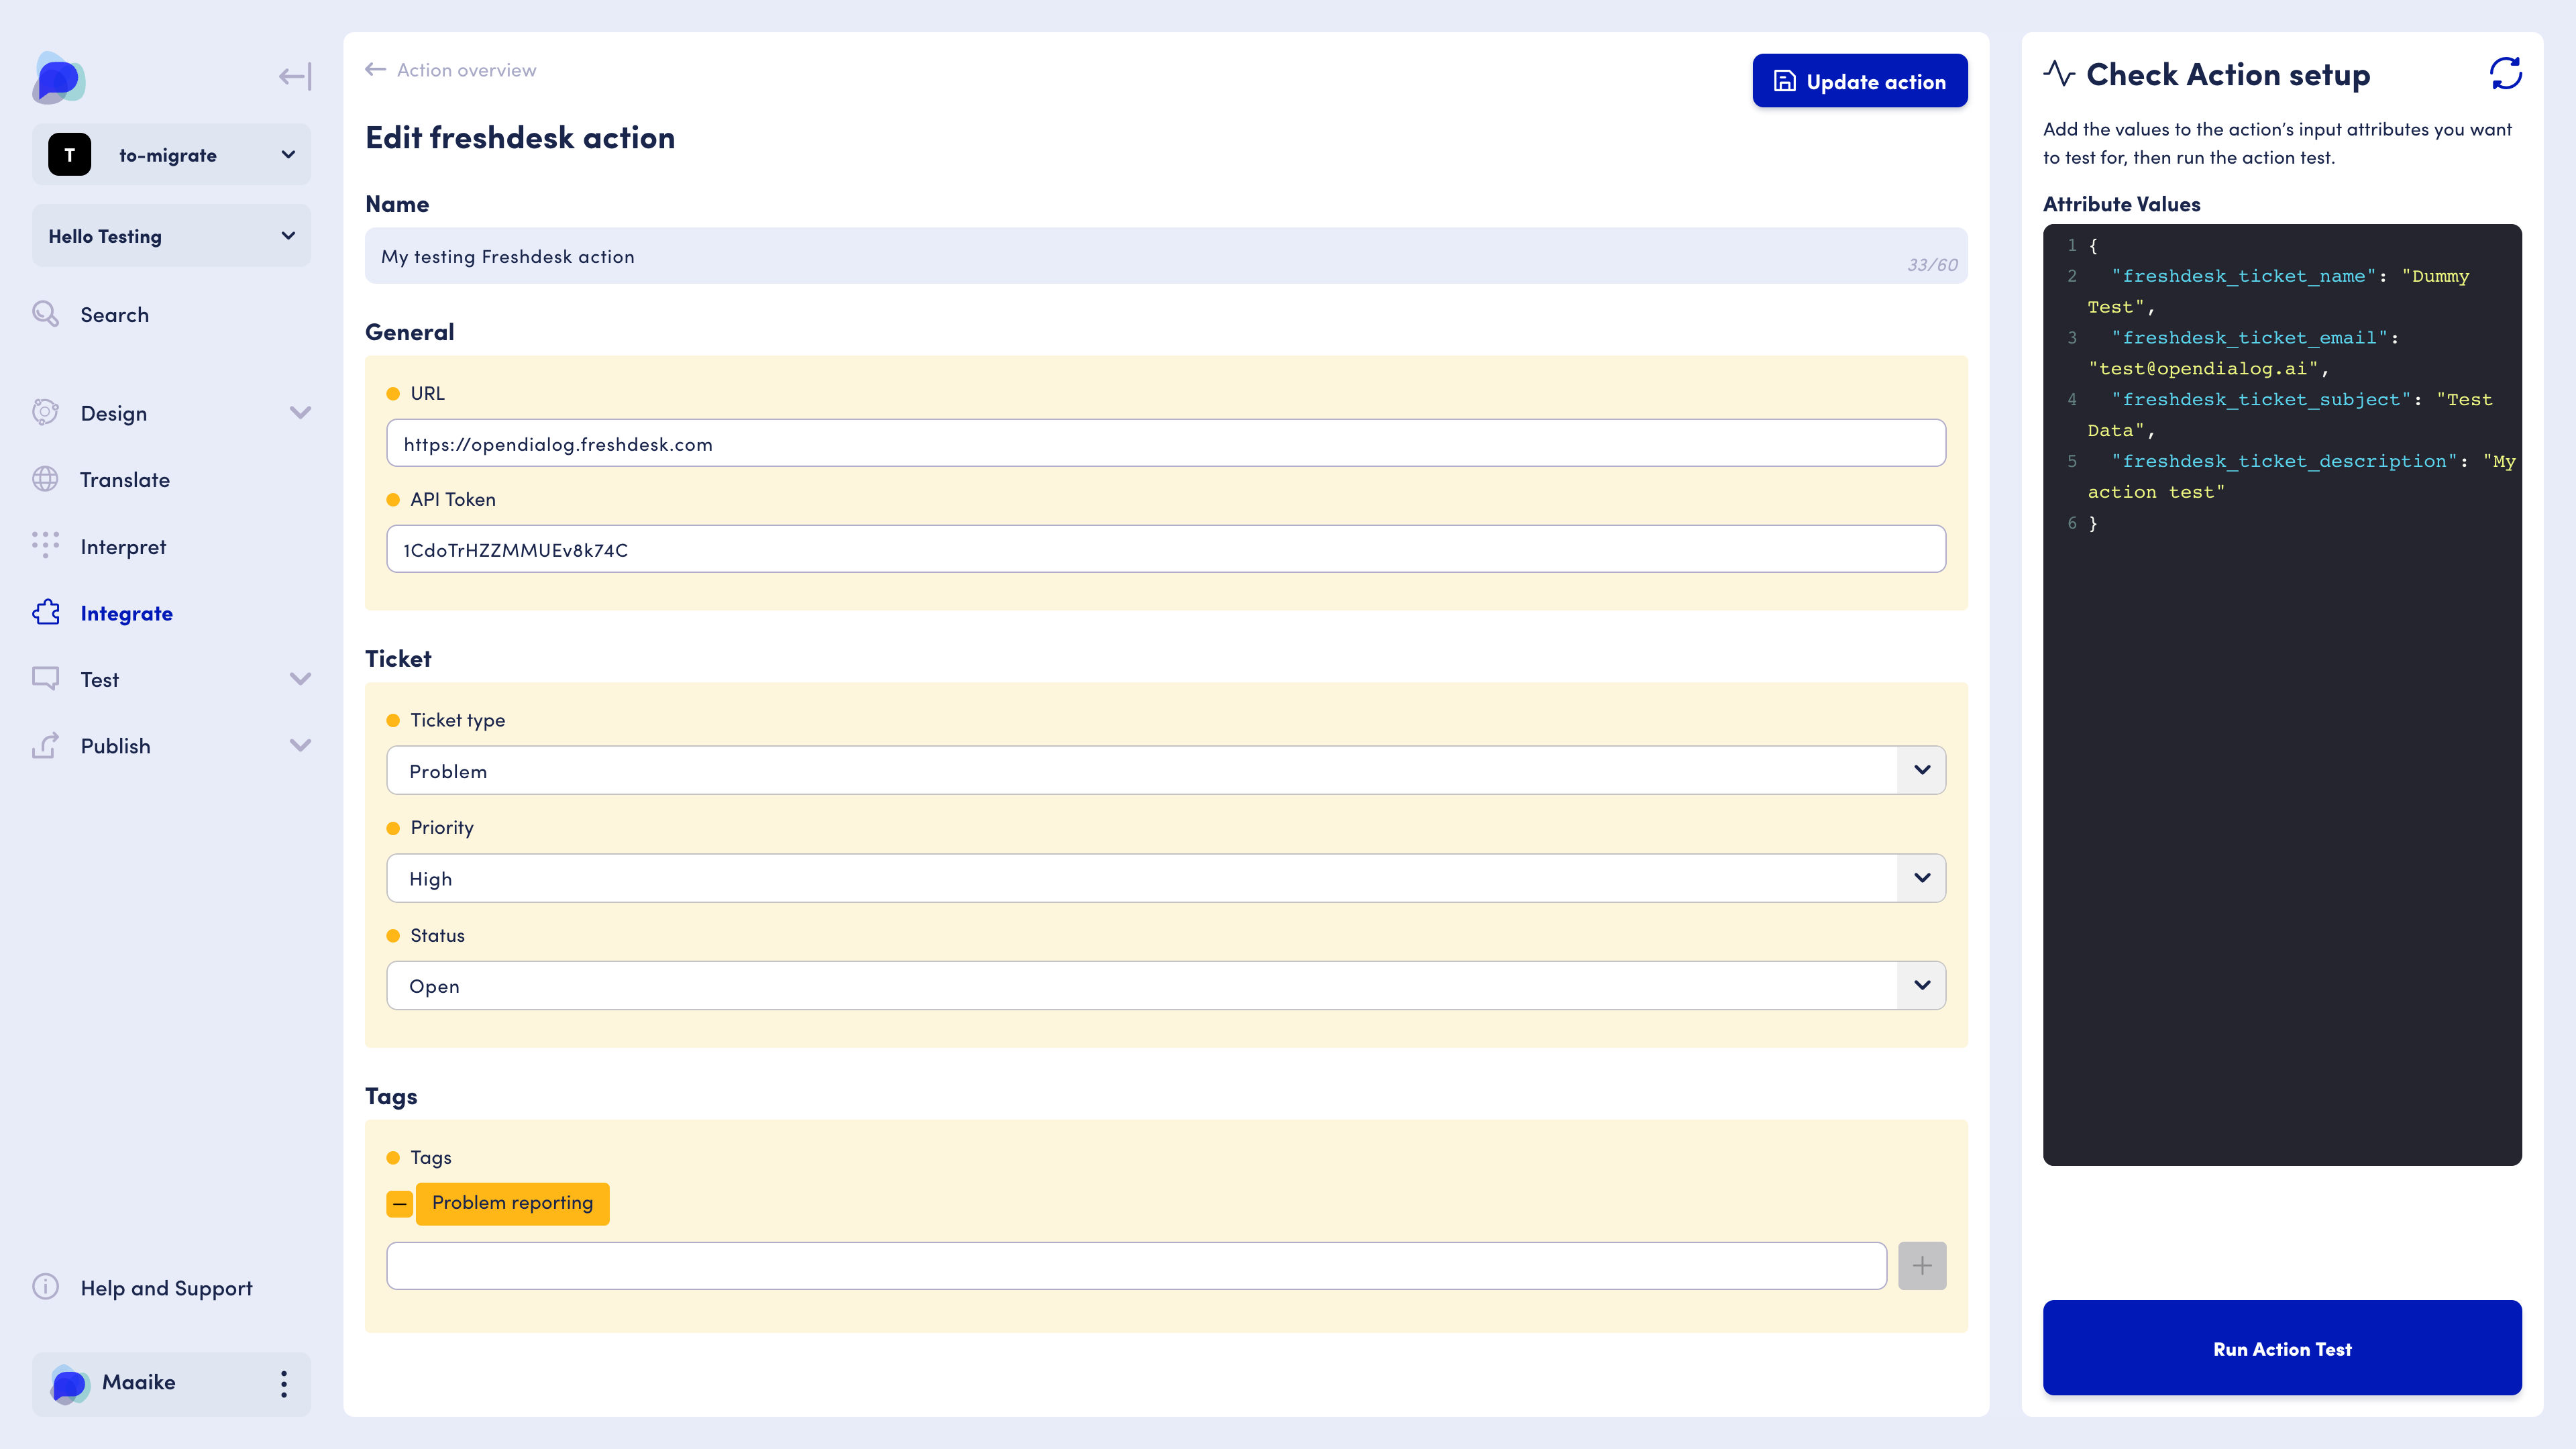 T
to-migrate
Hello Testing
Search
Design
Translate
Interpret
Integrate
Test
Publish
Help and Support
Maaike
Action overview
Update action
Edit freshdesk action
Name
My testing Freshdesk action
33/60
General
URL
https://opendialog.freshdesk.com
API Token
1CdoTrHZZMMUEv8k74C
Ticket
Ticket type
Problem
Priority
High
Status
Open
Tags
Tags
Problem reporting
Check Action setup
Add the values to the action's input attributes you want
to test for, then run the action test.
Attribute Values
1 {
2 "freshdesk_ticket_name": "Dummy
Test",
3 "freshdesk_ticket_email":
"test@opendialog.ai",
4 "freshdesk_ticket_subject": "Test
Data",
5 "freshdesk_ticket_description": "My
action test"
6 }
Run Action Test